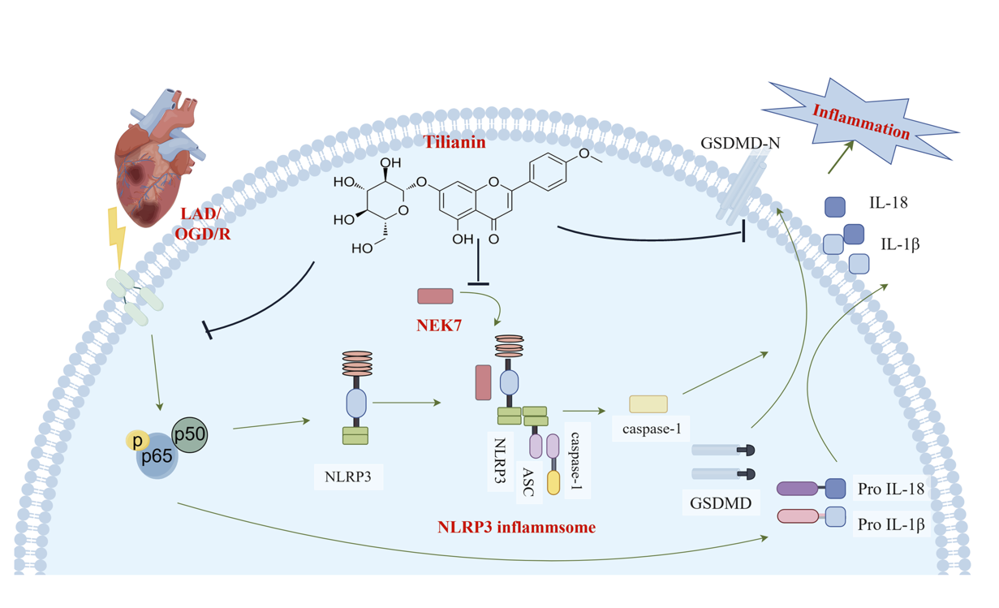 Inflammation
GSDMD-N
Tilianin
OH
HO
O
O
O
HO
O
HO
OH
O
LAD/
OGD/R
IL-18
IL-1β
NEK7
p
p65
p50
NLRP3
NLRP3
ASC
caspase-1
caspase-1
GSDMD
Pro IL-18
Pro IL-1β
NLRP3 inflammsome